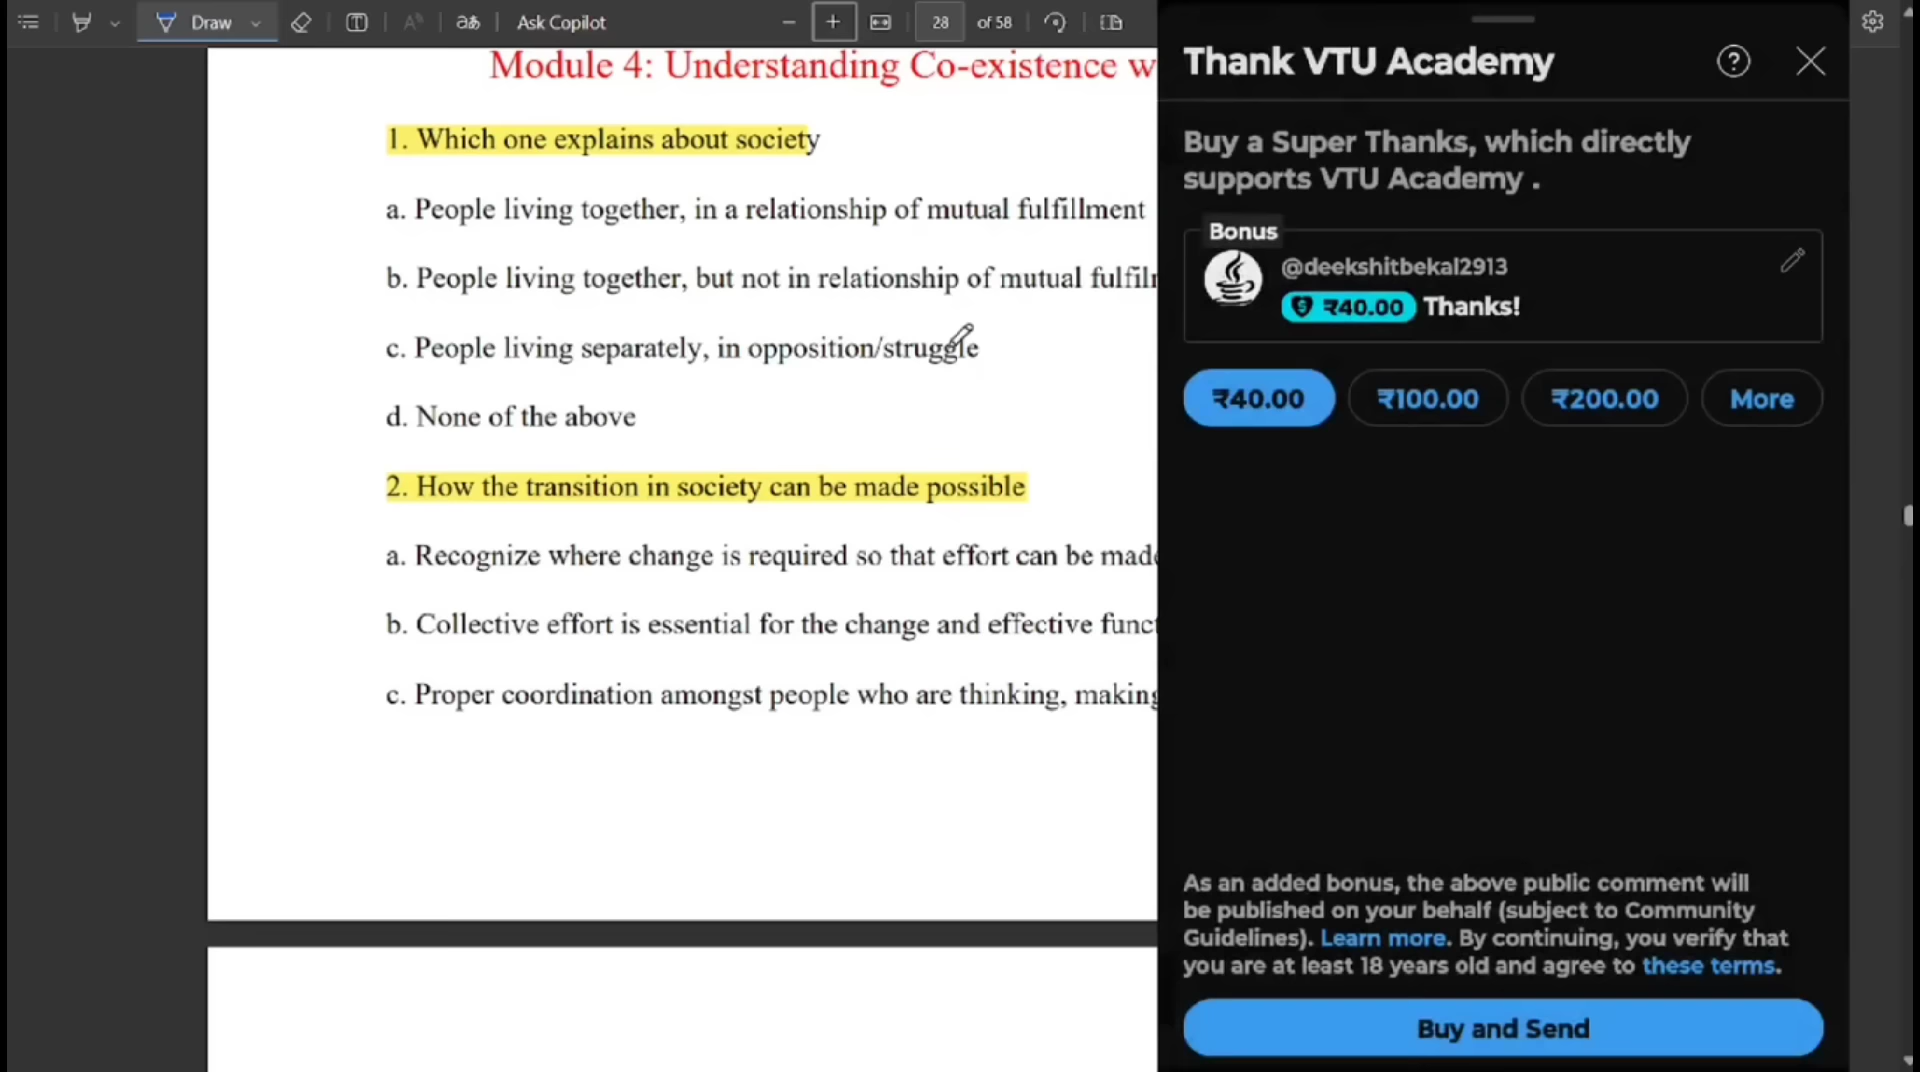 Draw
Ask Copilot
28 of 58
Module 4: Understanding Co-existence w
1. Which one explains about society
a. People living together, in a relationship of mutual fulfillment
b. People living together, but not in relationship of mutual fulfil
c. People living separately, in opposition/struggle
d. None of the above
2. How the transition in society can be made possible
a. Recognize where change is required so that effort can be made
b. Collective effort is essential for the change and effective funct
c. Proper coordination amongst people who are thinking, making
Thank VTU Academy
Buy a Super Thanks, which directly
supports VTU Academy .
Bonus
@deekshitbekal2913
₹40.00 Thanks!
₹40.00 ₹100.00 ₹200.00 More
As an added bonus, the above public comment will
be published on your behalf (subject to Community
Guidelines). Learn more. By continuing, you verify that
you are at least 18 years old and agree to these terms.
Buy and Send